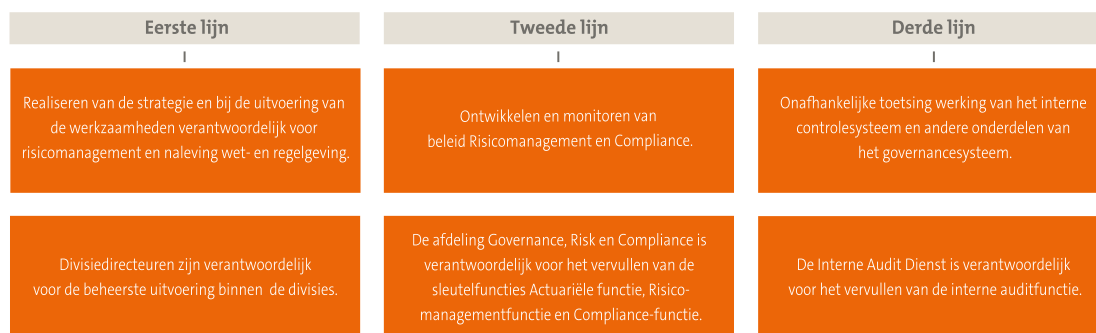 Eerste lijn
Realiseren van de strategie en bij de uitvoering van
de werkzaamheden verantwoordelijk voor
risicomanagement en naleving wet- en regelgeving.
Divisiedirecteuren zijn verantwoordelijk
voor de beheerste uitvoering binnen de divisies.
Tweede lijn
Ontwikkelen en monitoren van
beleid Risicomanagement en Compliance.
De afdeling Governance, Risk en Compliance is
verantwoordelijk voor het vervullen van de
sleutelfuncties Actuariële functie, Risico-
managementfunctie en Compliance-functie.
Derde lijn
Onafhankelijke toetsing werking van het interne
controlesysteem en andere onderdelen van
het governancesysteem.
De Interne Audit Dienst is verantwoordelijk
voor het vervullen van de interne auditfunctie.